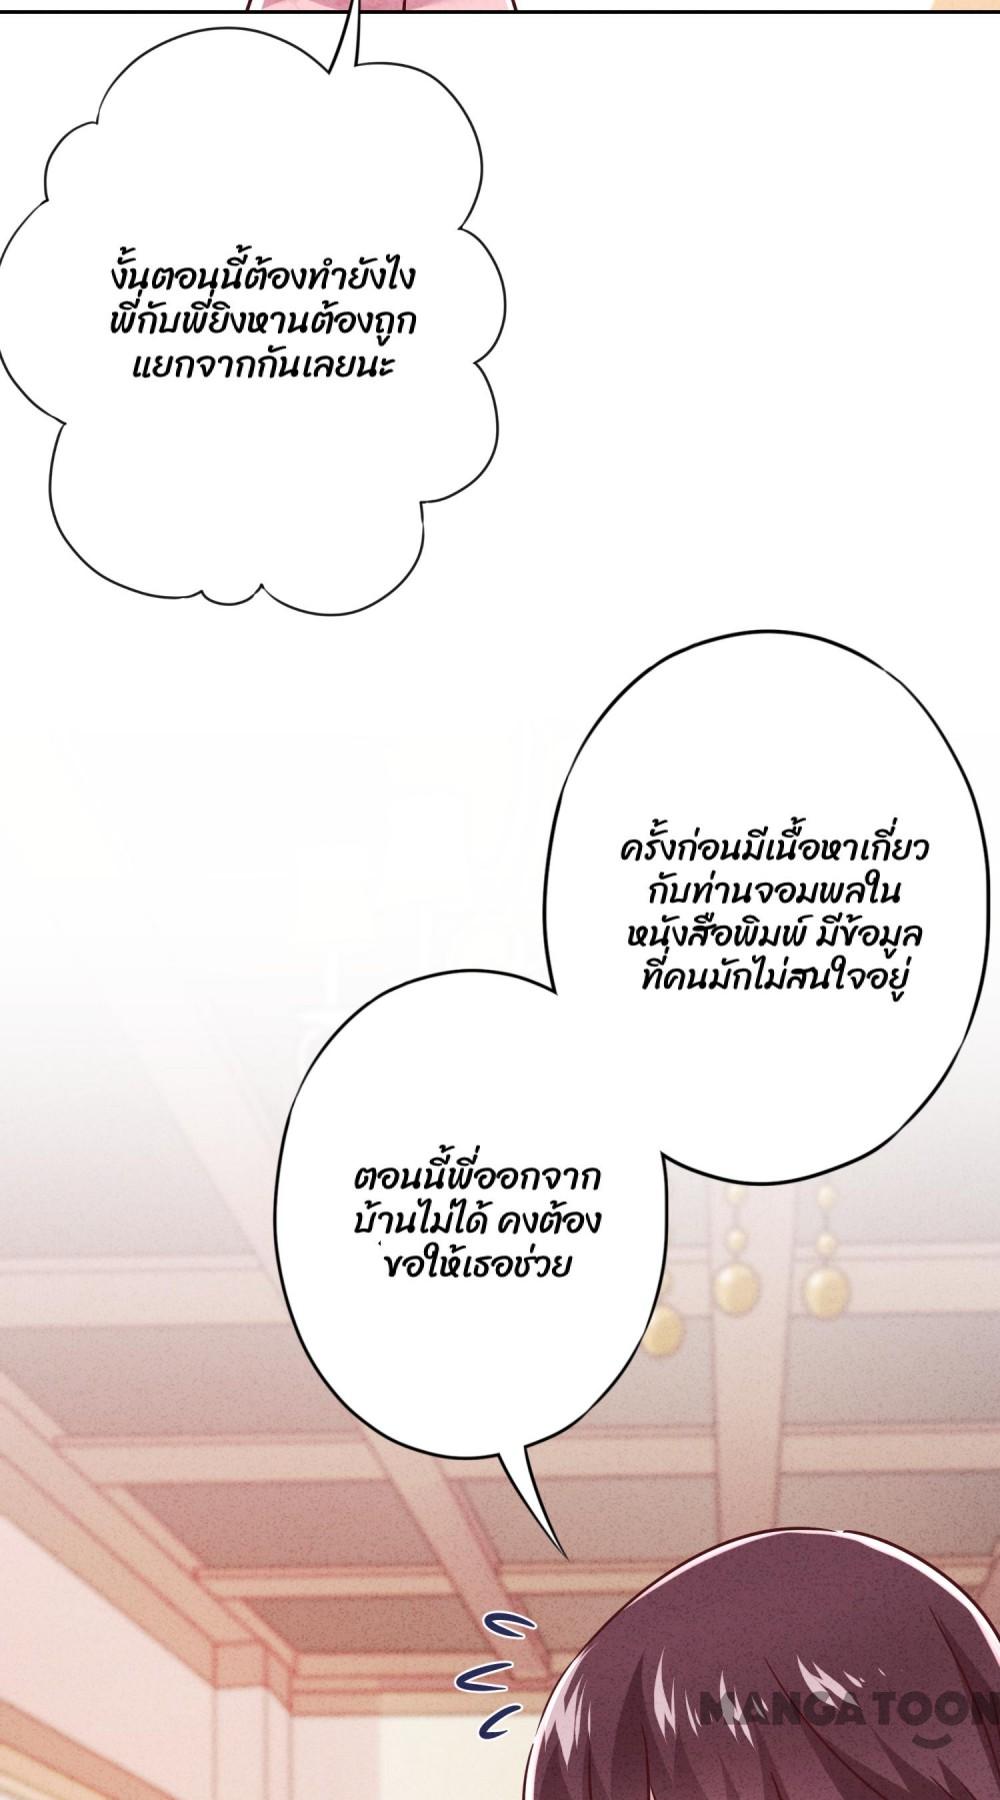 งั้นตอนนี้ต้องทำยังไง
พี่กับพี่ยิงหานต้องถูก
แยกจากกันเลยนะ
ครั้งก่อนมีเนื้อหาเกี่ยว
กับท่านจอมพลใน
หนังสือพิมพ์ มีข้อมูล
ที่คนมักไม่สนใจอยู่
ตอนนี้พี่ออกจาก
บ้านไม่ได้ คงต้อง
ขอให้เธอช่วย
MANGATOON